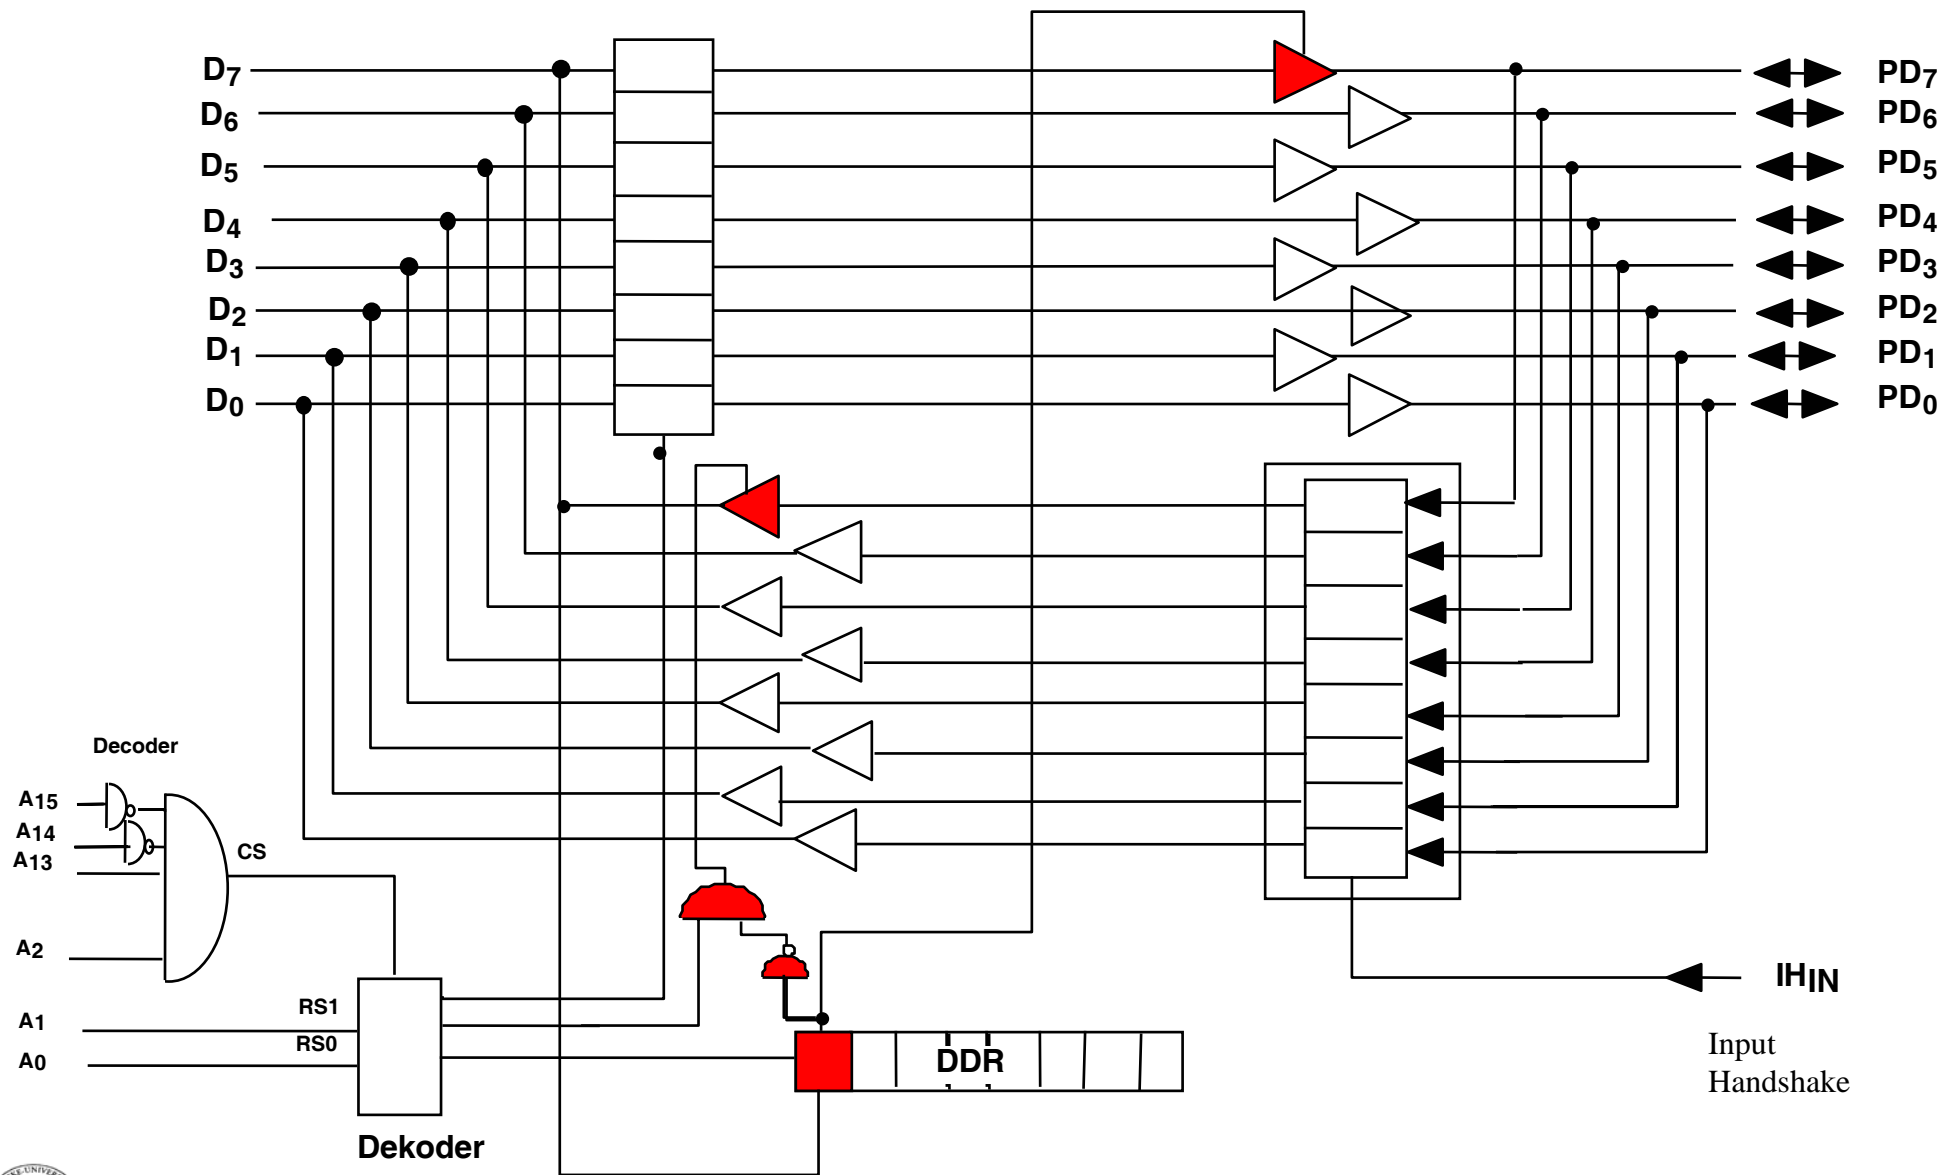 D7
PD7
D6
PD6
D5
PD5
D4
PD4
D3
PD3
D2
PD2
D1
PD1
D0
PD0
Decoder
A15
A14
A13
CS
A2
IHIN
RS1
A1
RS0
A0
DDR
Input
Handshake
Dekoder